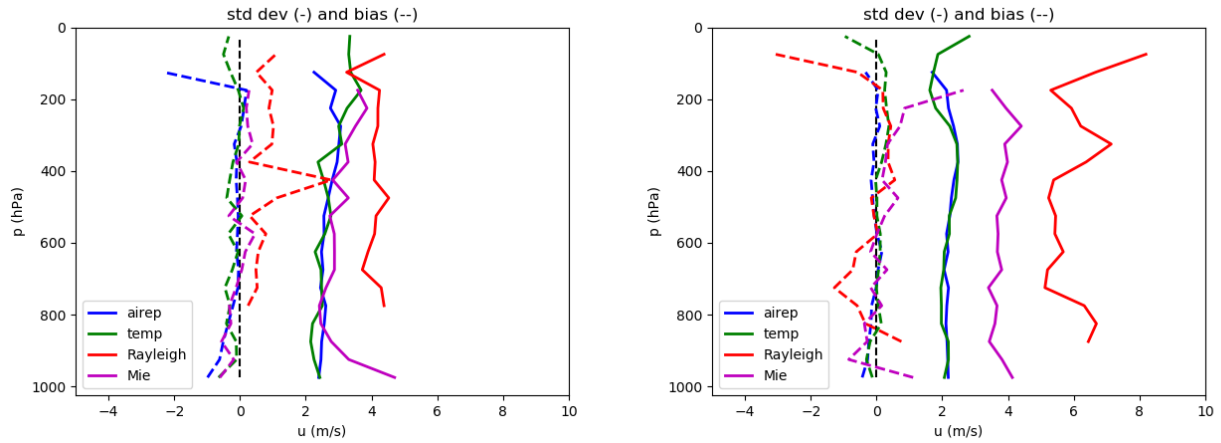 std dev (-) and bias (--)
0
200
400
600
800
1000
p (hPa)
airep
temp
Rayleigh
Mie
−4
−2
0
2
4
6
8
10
u (m/s)
std dev (-) and bias (--)
0
200
400
600
800
1000
p (hPa)
airep
temp
Rayleigh
Mie
−4
−2
0
2
4
6
8
10
u (m/s)